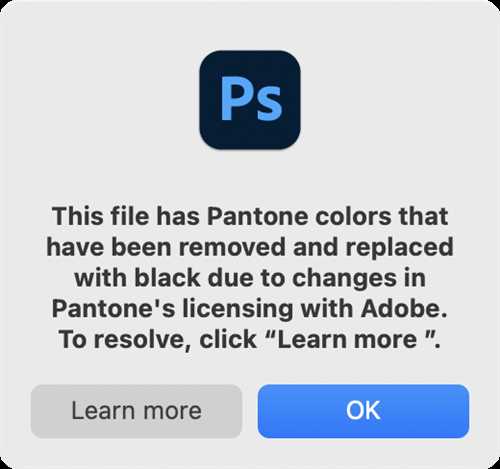 Ps
This file has Pantone colors that
have been removed and replaced
with black due to changes in
Pantone's licensing with Adobe.
To resolve, click “Learn more ”.
Learn more
OK